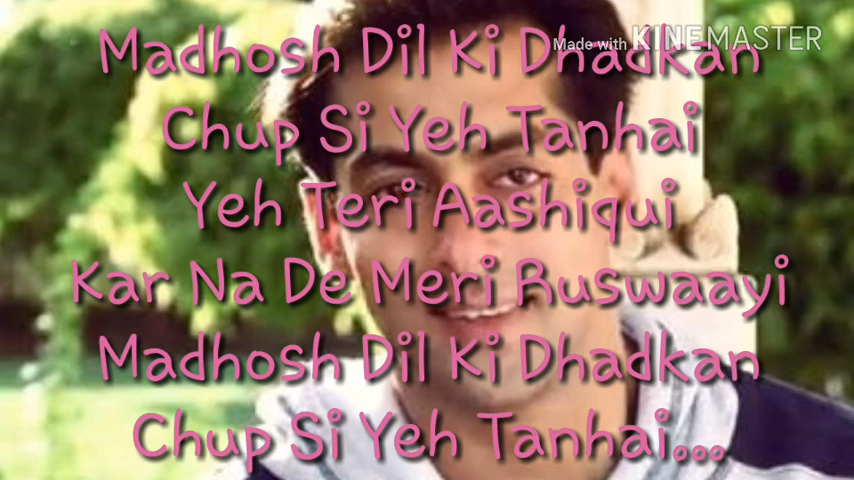 Made with KINEMASTER
Madhosh Dil Ki Dhadkan
Chup Si Yeh Tanhai
Yeh Teri Aashiqui
Kar Na De Meri Ruswaayi
Madhosh Dil Ki Dhadkan
Chup Si Yeh Tanhai...